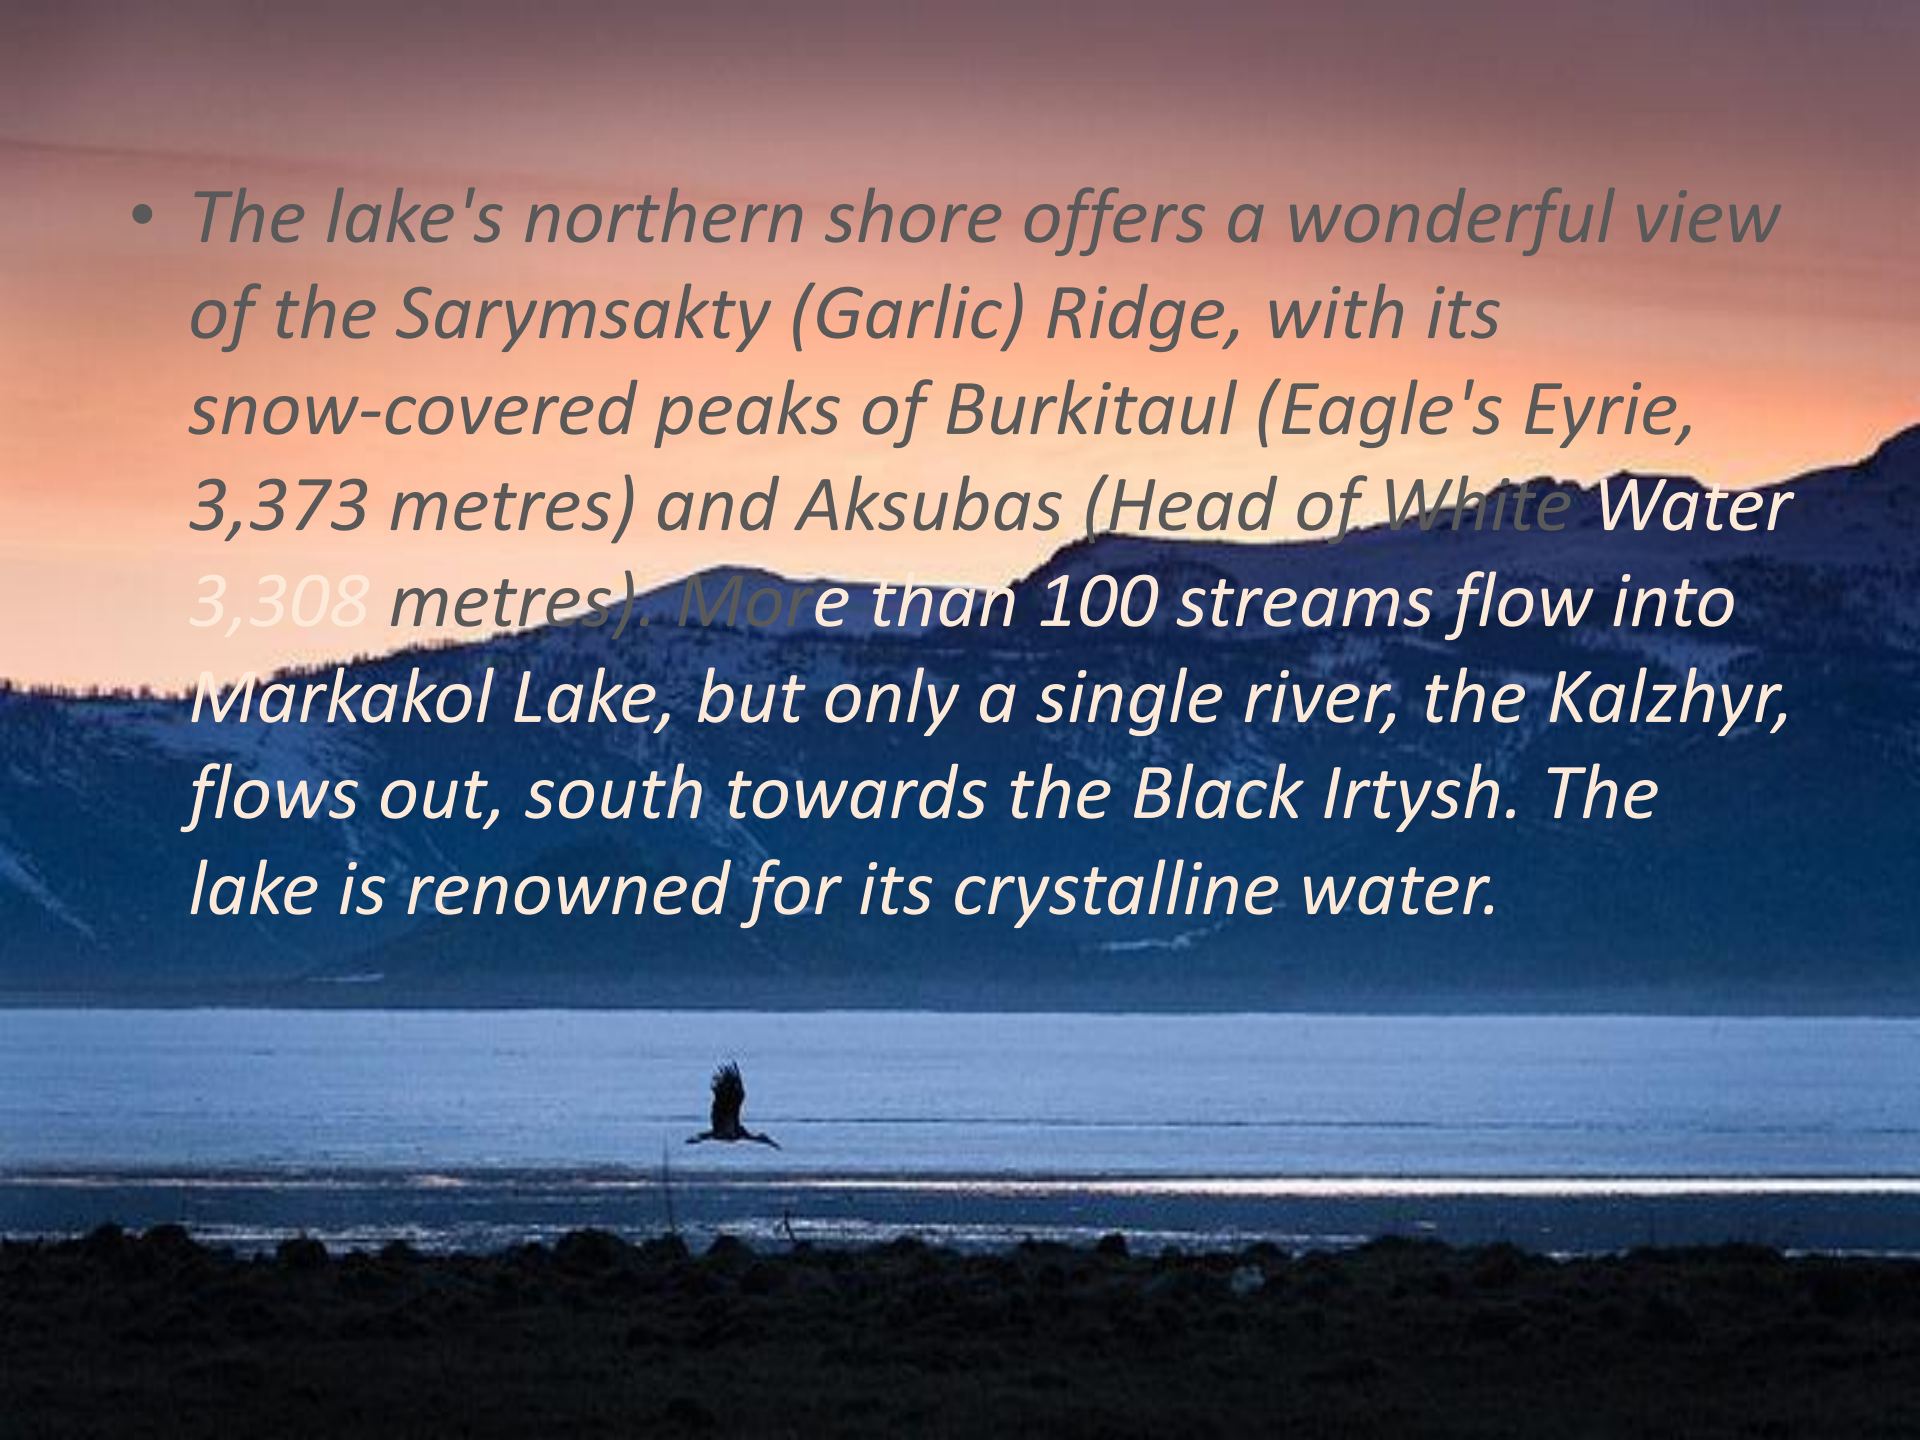 • The lake's northern shore offers a wonderful view
of the Sarymsakty (Garlic) Ridge, with its
snow-covered peaks of Burkitaul (Eagle's Eyrie,
3,373 metres) and Aksubas (Head of White Water
3,308 metres). More than 100 streams flow into
Markakol Lake, but only a single river, the Kalzhyr,
flows out, south towards the Black Irtysh. The
lake is renowned for its crystalline water.